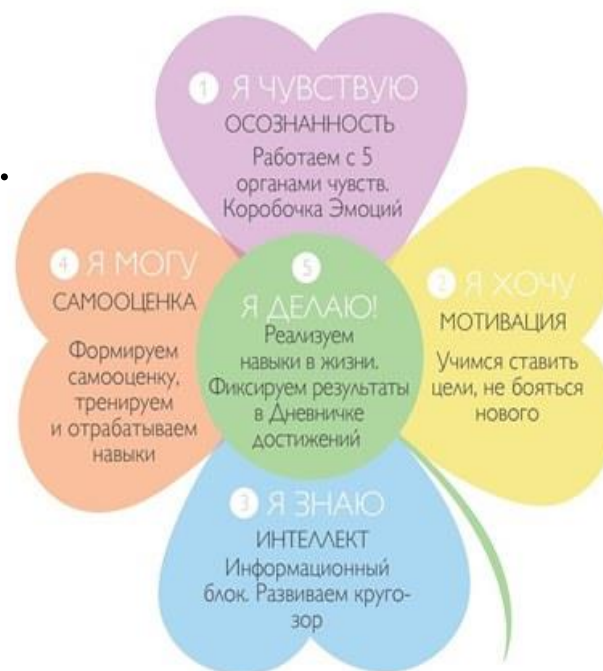 1 Я ЧУВСТВУЮ
ОСОЗНАННОСТЬ
Работаем с 5
органами чувств.
Коробочка Эмоций
2 Я ХОЧУ
МОТИВАЦИЯ
Учимся ставить
цели, не бояться
нового
3 Я ЗНАЮ
ИНТЕЛЛЕКТ
Информационный
блок. Развиваем круго-
зор
4 Я МОГУ
САМООЦЕНКА
Формируем
самооценку,
тренируем
и отрабатываем
навыки
5
Я ДЕЛАЮ!
Реализуем
навыки в жизни.
Фиксируем результаты
в Дневничке
достижений